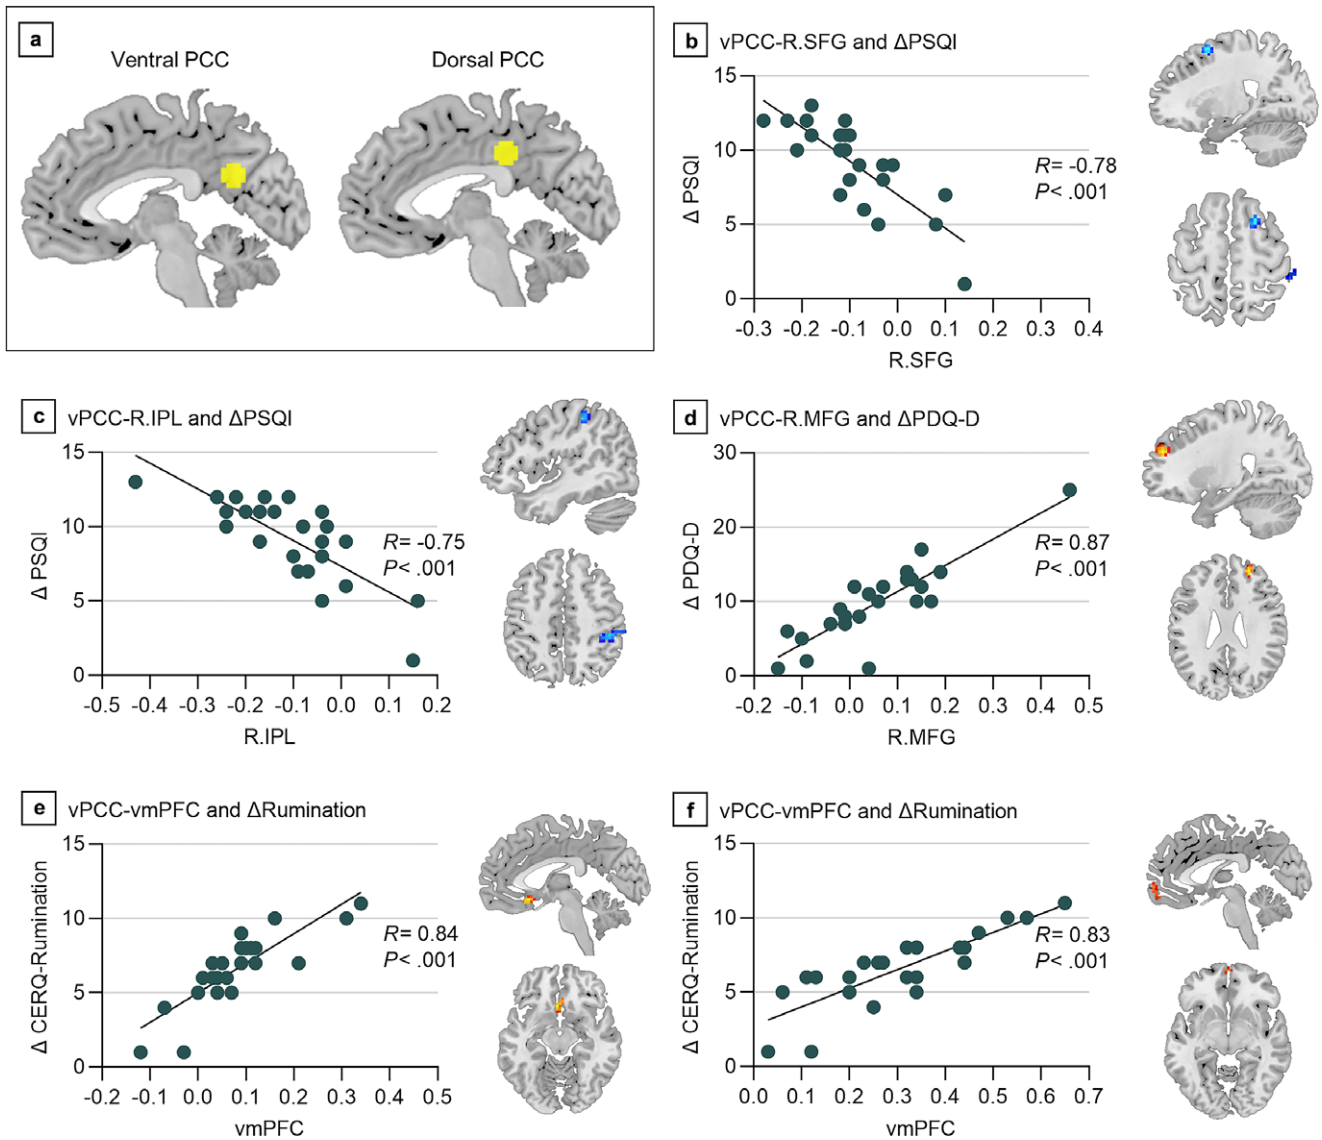 a
Ventral PCC
Dorsal PCC
b
vPCC-R.SFG and ΔPSQI
15
10
5
0
Δ PSQI
R= -0.78
P< .001
-0.3 -0.2 -0.1 0.0 0.1 0.2 0.3 0.4
R.SFG
c
vPCC-R.IPL and ΔPSQI
15
10
5
0
Δ PSQI
R= -0.75
P< .001
-0.5 -0.4 -0.3 -0.2 -0.1 0.0 0.1 0.2
R.IPL
d
vPCC-R.MFG and ΔPDQ-D
30
20
10
0
Δ PDQ-D
R= 0.87
P< .001
-0.2 -0.1 0.0 0.1 0.2 0.3 0.4 0.5
R.MFG
e
vPCC-vmPFC and ΔRumination
15
10
5
0
Δ CERQ-Rumination
R= 0.84
P< .001
-0.2 -0.1 0.0 0.1 0.2 0.3 0.4 0.5
vmPFC
f
vPCC-vmPFC and ΔRumination
15
10
5
0
Δ CERQ-Rumination
R= 0.83
P< .001
0.0 0.1 0.2 0.3 0.4 0.5 0.6 0.7
vmPFC